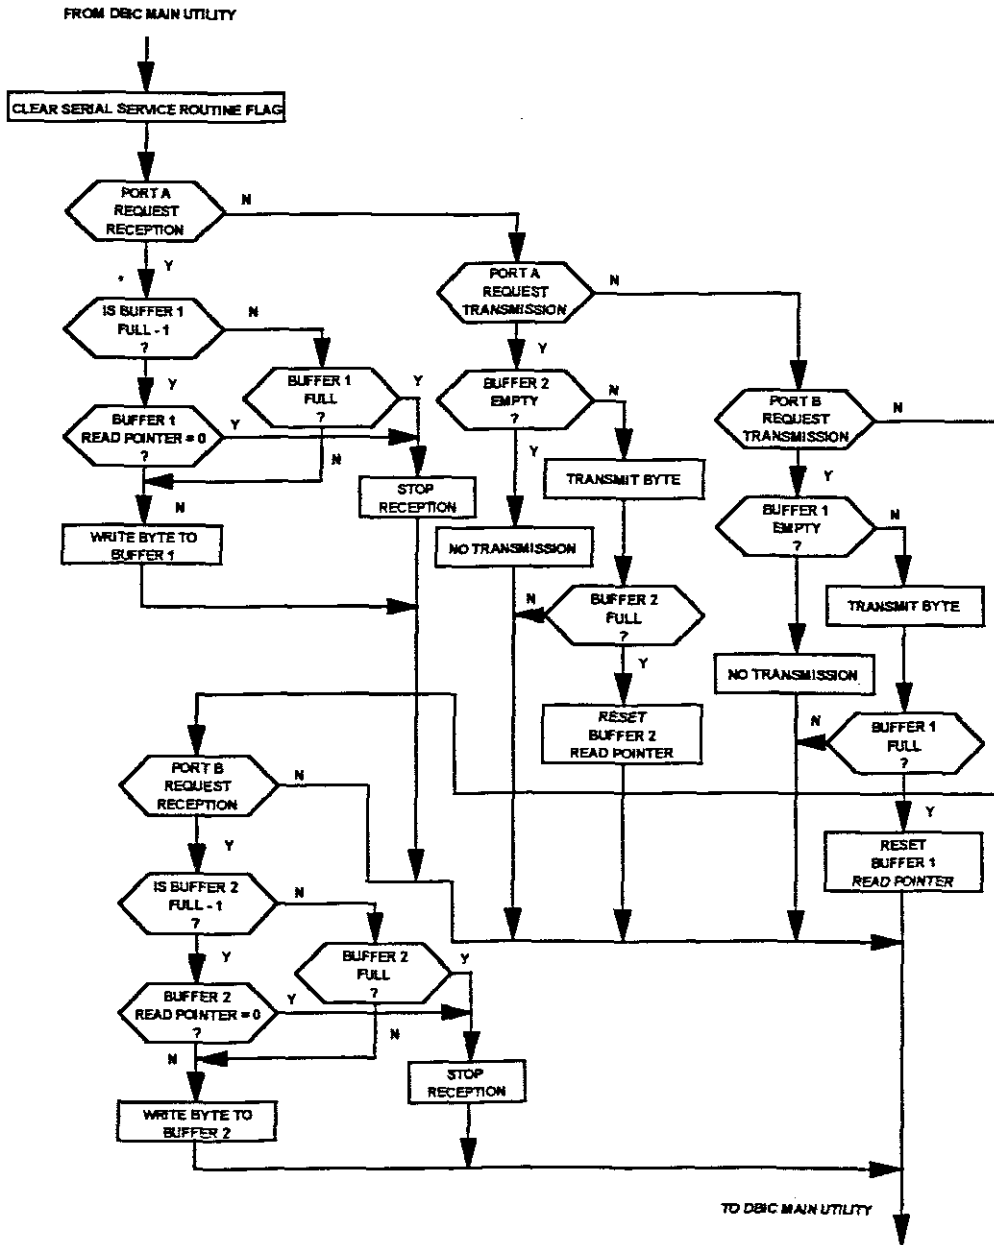 FROM DBIC MAIN UTILITY
CLEAR SERIAL SERVICE ROUTINE FLAG
PORT A
REQUEST
RECEPTION
N
Y
PORT A
REQUEST
TRANSMISSION
N
Y
IS BUFFER 1
FULL - 1
?
N
Y
BUFFER 1
FULL
?
Y
N
BUFFER 1
READ POINTER = 0
?
Y
N
STOP
RECEPTION
WRITE BYTE TO
BUFFER 1
BUFFER 2
EMPTY
?
N
Y
TRANSMIT BYTE
NO TRANSMISSION
BUFFER 2
FULL
?
N
Y
RESET
BUFFER 2
READ POINTER
PORT B
REQUEST
TRANSMISSION
N
Y
BUFFER 1
EMPTY
?
N
Y
TRANSMIT BYTE
NO TRANSMISSION
BUFFER 1
FULL
?
N
Y
RESET
BUFFER 1
READ POINTER
PORT B
REQUEST
RECEPTION
N
Y
IS BUFFER 2
FULL - 1
?
N
Y
BUFFER 2
FULL
?
Y
N
BUFFER 2
READ POINTER = 0
?
Y
N
STOP
RECEPTION
WRITE BYTE TO
BUFFER 2
TO DBIC MAIN UTILITY